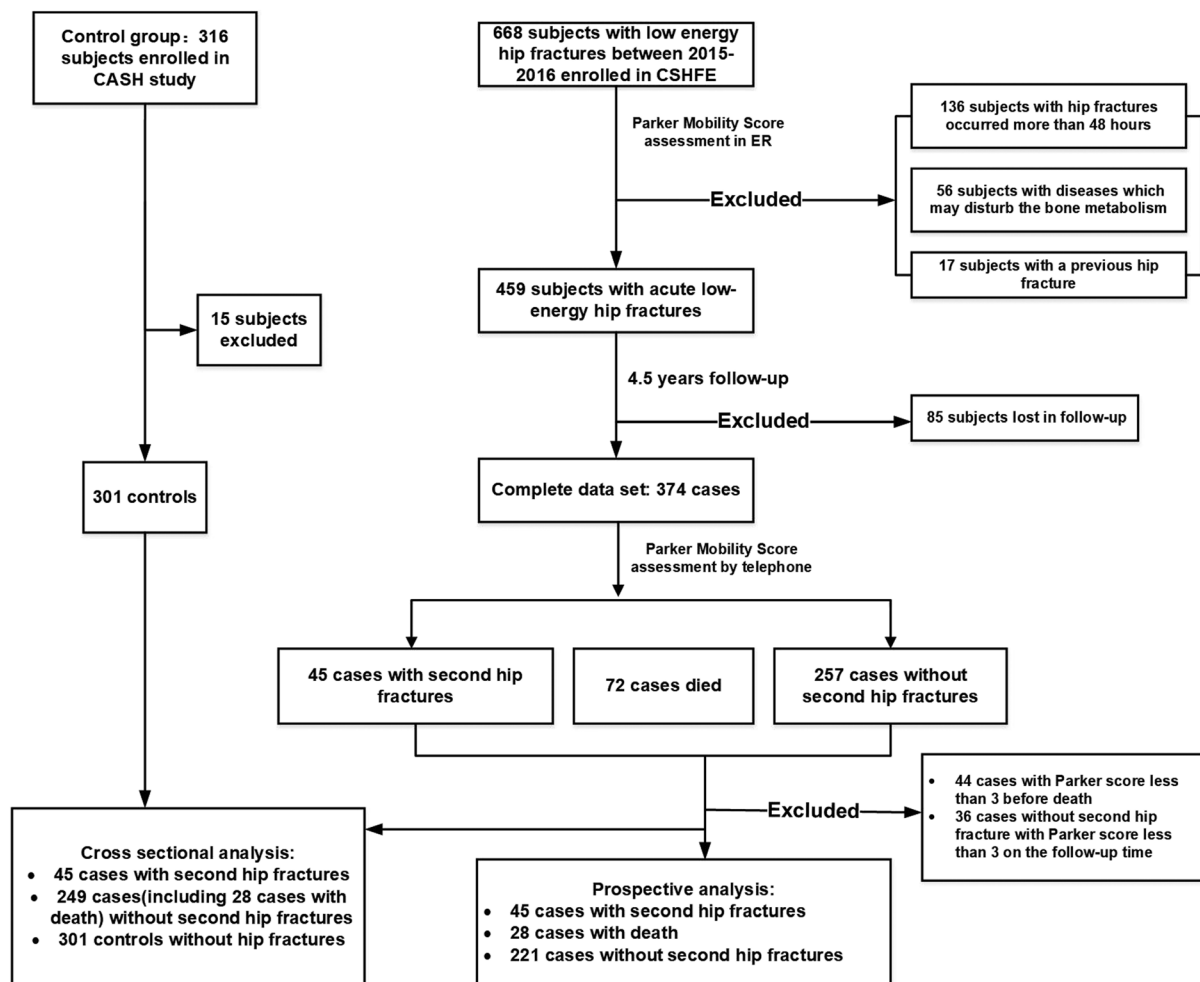 Control group：316
subjects enrolled in
CASH study
668 subjects with low energy
hip fractures between 2015-
2016 enrolled in CSHFE
Parker Mobility Score
assessment in ER
136 subjects with hip fractures
occurred more than 48 hours
Excluded
56 subjects with diseases which
may disturb the bone metabolism
17 subjects with a previous hip
fracture
459 subjects with acute low-
energy hip fractures
15 subjects
excluded
4.5 years follow-up
Excluded
85 subjects lost in follow-up
301 controls
Complete data set: 374 cases
Parker Mobility Score
assessment by telephone
45 cases with second hip
fractures
72 cases died
257 cases without
second hip fractures
Excluded
• 44 cases with Parker score less
than 3 before death
• 36 cases without second hip
fracture with Parker score less
than 3 on the follow-up time
Cross sectional analysis:
• 45 cases with second hip fractures
• 249 cases(including 28 cases with
death) without second hip fractures
• 301 controls without hip fractures
Prospective analysis:
• 45 cases with second hip fractures
• 28 cases with death
• 221 cases without second hip fractures